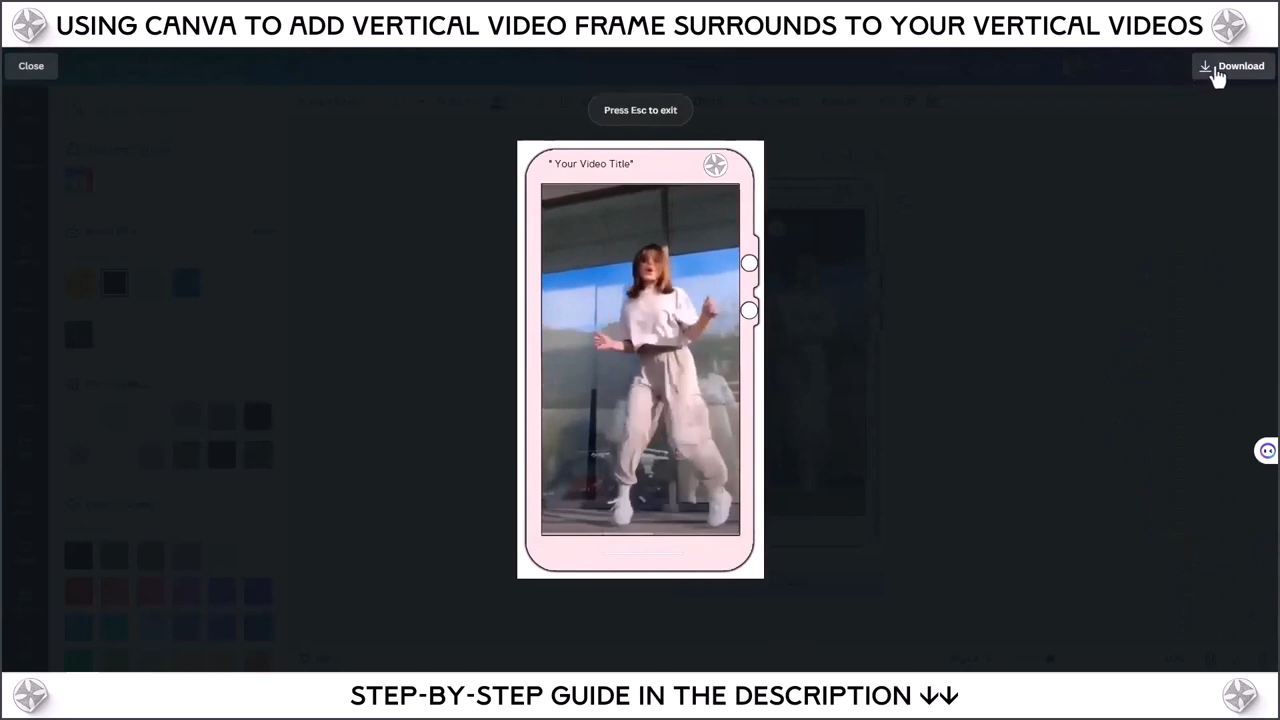 USING CANVA TO ADD VERTICAL VIDEO FRAME SURROUNDS TO YOUR VERTICAL VIDEOS
Close
Download
Press Esc to exit
" Your Video Title"
STEP-BY-STEP GUIDE IN THE DESCRIPTION ↓↓